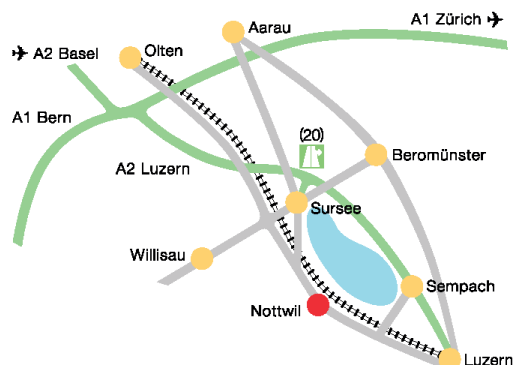 Aarau
A1 Zürich
A2 Basel
Olten
A1 Bern
(20)
A2 Luzern
Beromünster
Sursee
Willisau
Sempach
Nottwil
Luzern